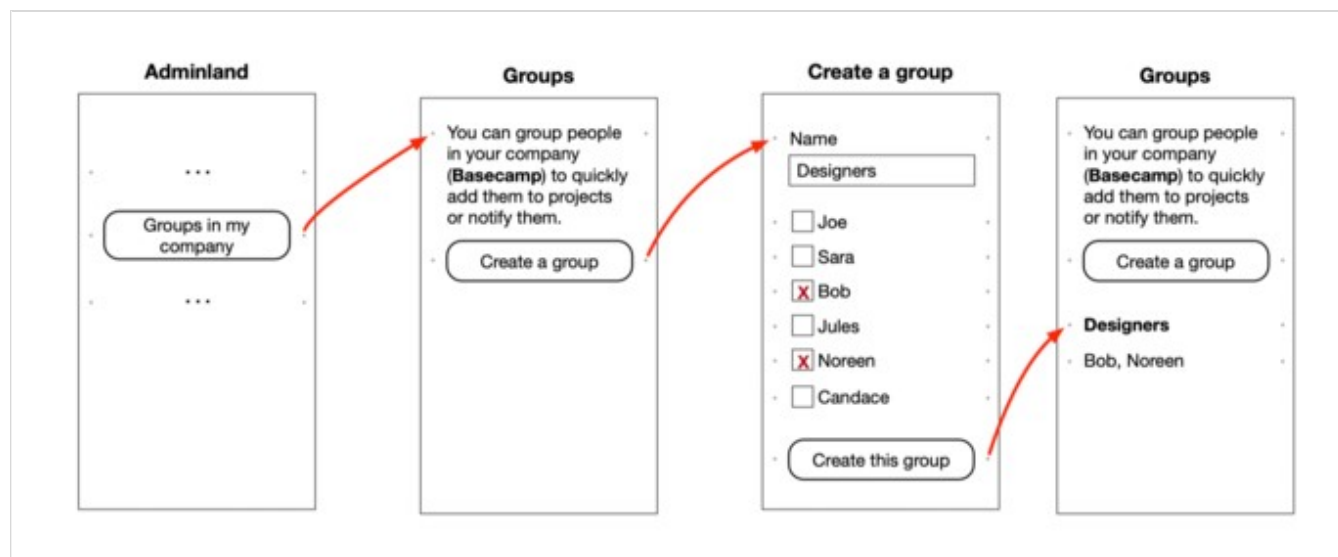 Adminland
...
Groups in my
company
...
Groups
You can group people
in your company
(Basecamp) to quickly
add them to projects
or notify them.
Create a group
Create a group
Name
Designers
Joe
Sara
X Bob
Jules
X Noreen
Candace
Create this group
Groups
You can group people
in your company
(Basecamp) to quickly
add them to projects
or notify them.
Create a group
Designers
Bob, Noreen